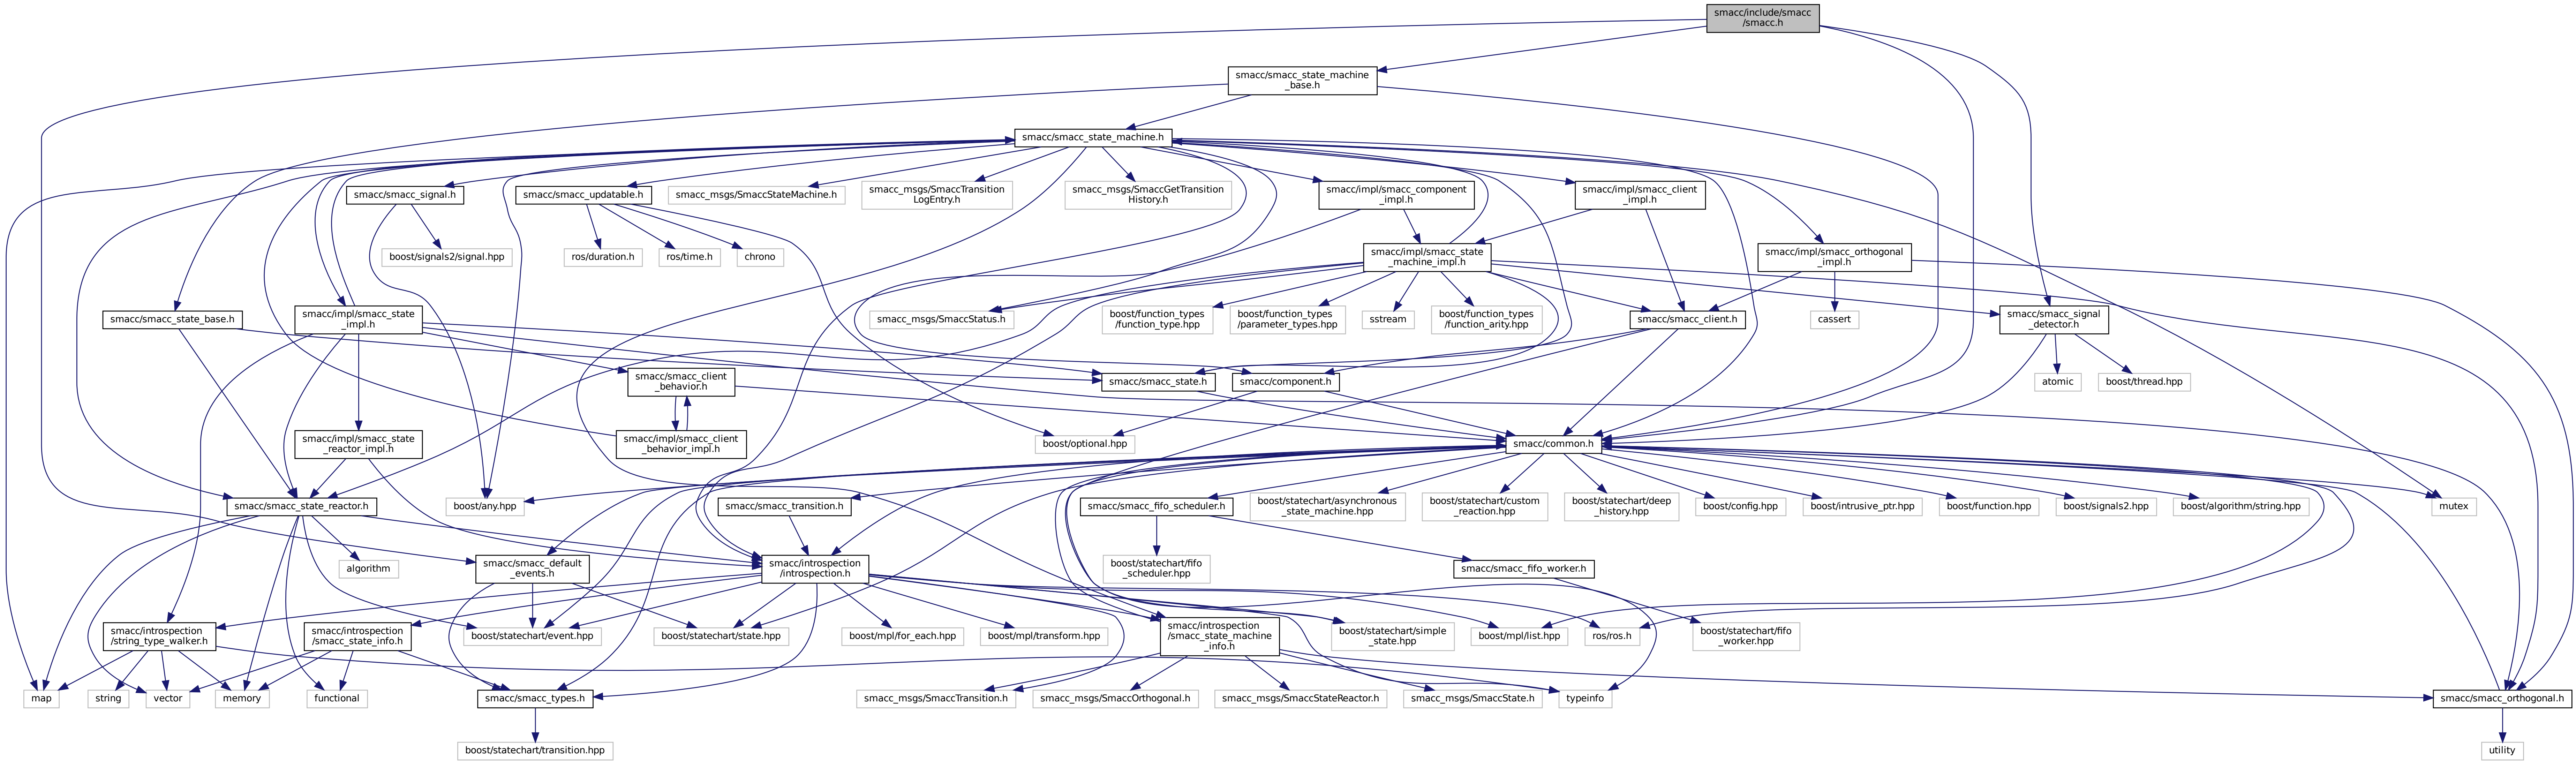 smacc/include/smacc
/smacc.h
smacc/smacc_state_machine
_base.h
smacc/smacc_state_machine.h
smacc/smacc_signal.h
smacc/smacc_updatable.h
smacc_msgs/SmaccStateMachine.h
smacc_msgs/SmaccTransition
LogEntry.h
smacc_msgs/SmaccGetTransition
History.h
smacc/impl/smacc_component
_impl.h
smacc/impl/smacc_client
_impl.h
boost/signals2/signal.hpp
ros/duration.h
ros/time.h
chrono
smacc/impl/smacc_state
_machine_impl.h
smacc/impl/smacc_orthogonal
_impl.h
smacc/smacc_state_base.h
smacc/impl/smacc_state
_impl.h
smacc_msgs/SmaccStatus.h
boost/function_types
/function_type.hpp
boost/function_types
/parameter_types.hpp
sstream
boost/function_types
/function_arity.hpp
smacc/smacc_client.h
cassert
smacc/smacc_signal
_detector.h
smacc/smacc_client
_behavior.h
smacc/smacc_state.h
smacc/component.h
atomic
boost/thread.hpp
smacc/impl/smacc_state
_reactor_impl.h
smacc/impl/smacc_client
_behavior_impl.h
boost/optional.hpp
smacc/common.h
smacc/smacc_state_reactor.h
boost/any.hpp
smacc/smacc_transition.h
smacc/smacc_fifo_scheduler.h
boost/statechart/asynchronous
_state_machine.hpp
boost/statechart/custom
_reaction.hpp
boost/statechart/deep
_history.hpp
boost/config.hpp
boost/intrusive_ptr.hpp
boost/function.hpp
boost/signals2.hpp
boost/algorithm/string.hpp
mutex
algorithm
smacc/smacc_default
_events.h
smacc/introspection
/introspection.h
boost/statechart/fifo
_scheduler.hpp
smacc/smacc_fifo_worker.h
smacc/introspection
/string_type_walker.h
smacc/introspection
/smacc_state_info.h
boost/statechart/event.hpp
boost/statechart/state.hpp
boost/mpl/for_each.hpp
boost/mpl/transform.hpp
smacc/introspection
/smacc_state_machine
_info.h
boost/statechart/simple
_state.hpp
boost/mpl/list.hpp
ros/ros.h
boost/statechart/fifo
_worker.hpp
map
string
vector
memory
functional
smacc/smacc_types.h
smacc_msgs/SmaccTransition.h
smacc_msgs/SmaccOrthogonal.h
smacc_msgs/SmaccStateReactor.h
smacc_msgs/SmaccState.h
typeinfo
smacc/smacc_orthogonal.h
boost/statechart/transition.hpp
utility